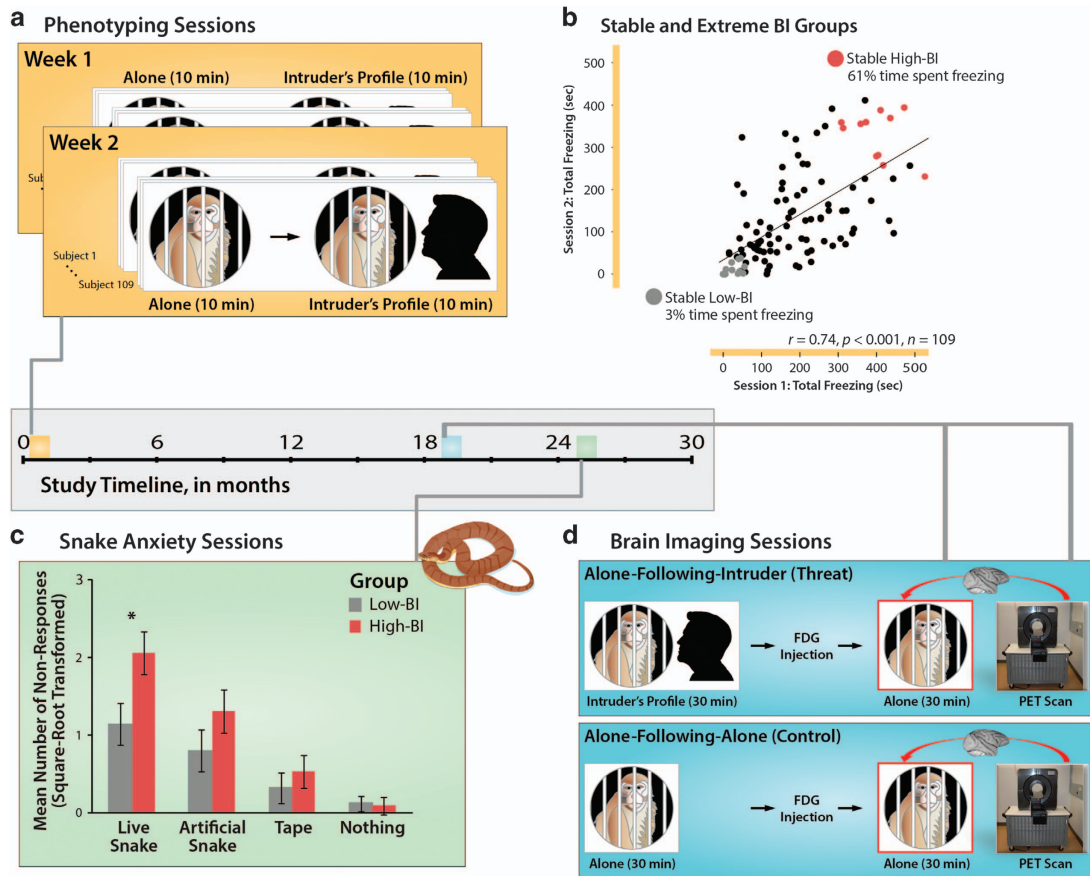 a Phenotyping Sessions
Week 1
Alone (10 min) Intruder's Profile (10 min)
Week 2
Subject 1
Subject 109
Alone (10 min) Intruder's Profile (10 min)
b Stable and Extreme BI Groups
Stable High-BI
61% time spent freezing
Session 2: Total Freezing (sec)
500
400
300
200
100
0
Stable Low-BI
3% time spent freezing
r = 0.74, p < 0.001, n = 109
0 100 200 300 400 500
Session 1: Total Freezing (sec)
0 6 12 18 24 30
Study Timeline, in months
c Snake Anxiety Sessions
Mean Number of Non-Responses
(Square-Root Transformed)
3
2
1
0
Group
Low-BI
High-BI
*
Live Snake
Artificial Snake
Tape
Nothing
d Brain Imaging Sessions
Alone-Following-Intruder (Threat)
FDG
Injection
Intruder's Profile (30 min) Alone (30 min) PET Scan
Alone-Following-Alone (Control)
FDG
Injection
Alone (30 min) Alone (30 min) PET Scan